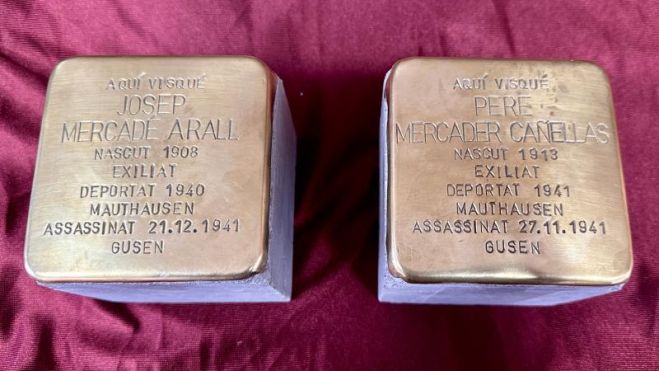 AQUÍ VISQUÉ
JOSEP
MERCADÉ ARALL
NASCUT 1908
EXILIAT
DEPORTAT 1940
MAUTHAUSEN
ASSASSINAT 21.12.1941
GUSEN
AQUÍ VISQUÉ
PERE
MERCADER CAÑELLAS
NASCUT 1913
EXILIAT
DEPORTAT 1941
MAUTHAUSEN
ASSASSINAT 27.11.1941
GUSEN